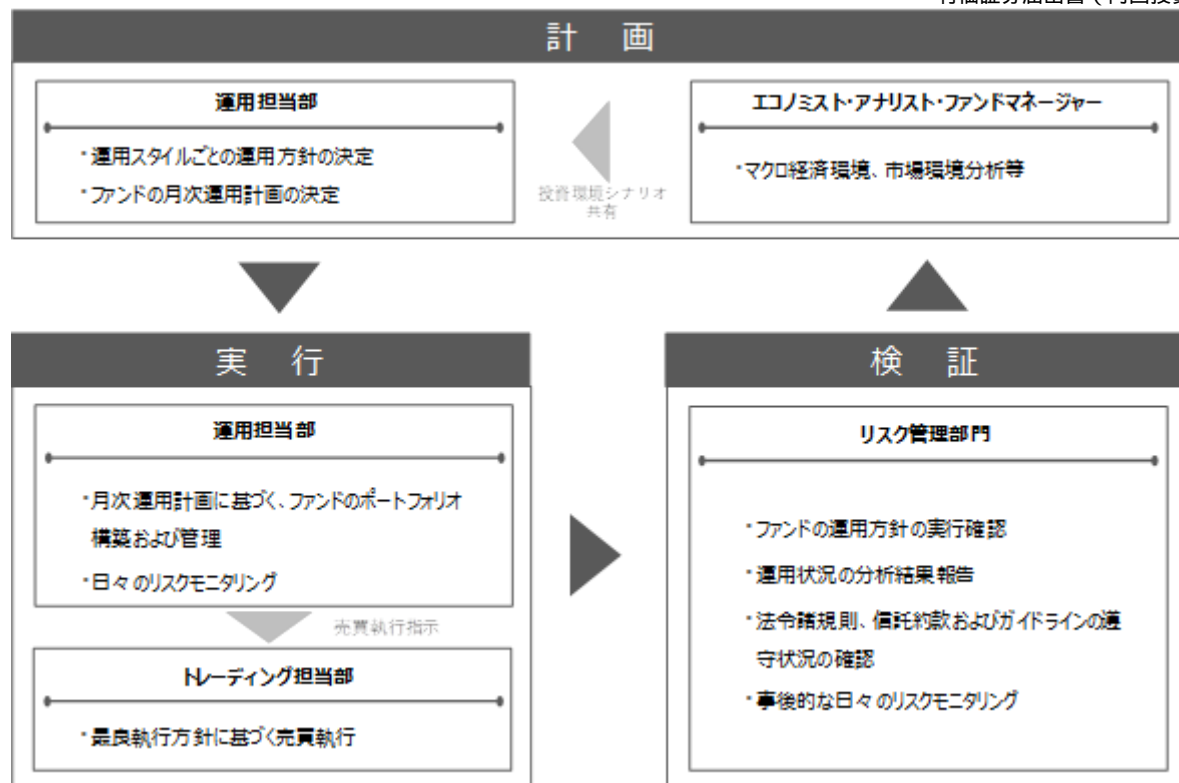 計 画
運用担当部
・運用スタイルごとの運用方針の決定
・ファンドの月次運用計画の決定
投資環境シナリオ
共有
エコノミスト・アナリスト・ファンドマネージャー
・マクロ経済環境、市場環境分析等
実 行
運用担当部
・月次運用計画に基づく、ファンドのポートフォリオ
構築および管理
・日々のリスクモニタリング
売買執行指示
トレーディング担当部
・最良執行方針に基づく売買執行
検 証
リスク管理部門
・ファンドの運用方針の実行確認
・運用状況の分析結果報告
・法令諸規則、信託約款およびガイドラインの遵
守状況の確認
・事後的な日々のリスクモニタリング